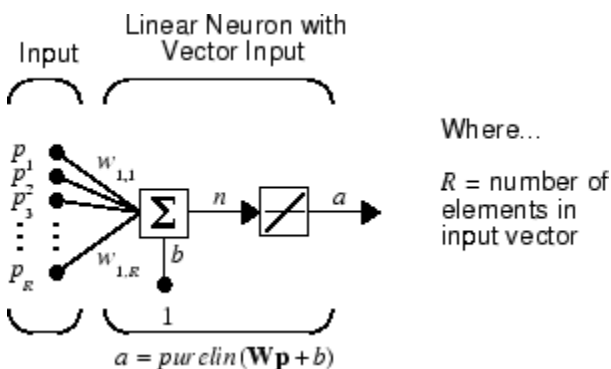 Input
Linear Neuron with
Vector Input
Where...
R = number of
elements in
input vector
p1
p2
p3
pR
w1,1
w1,R
Σ
n
a
b
1
a = purelin(Wp + b)